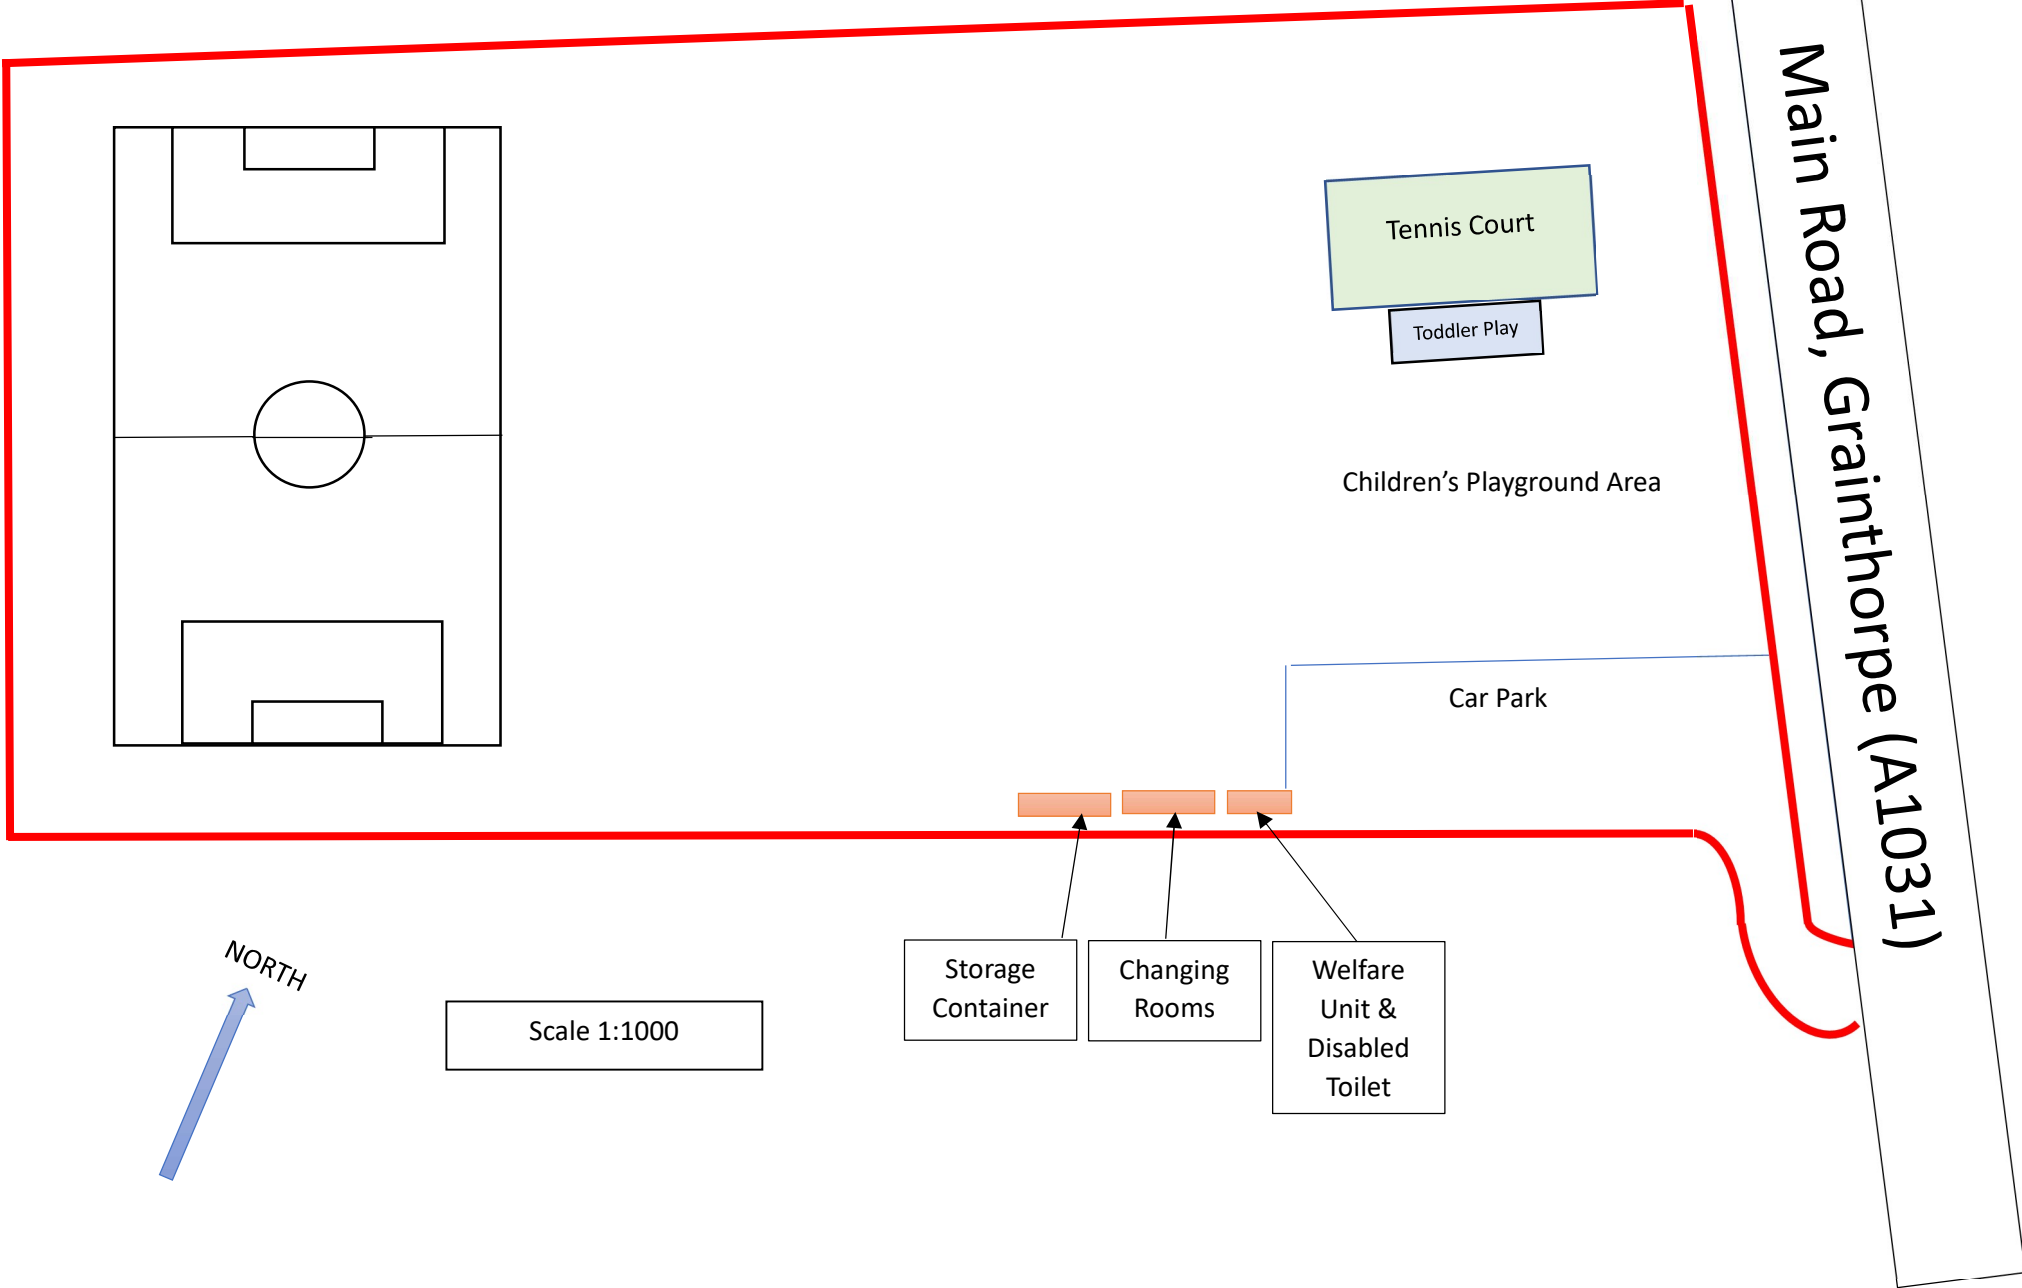 Main Road, Grainthorpe (A1031)
Tennis Court
Toddler Play
Children’s Playground Area
Car Park
NORTH
Scale 1:1000
Storage
Container
Changing
Rooms
Welfare
Unit &
Disabled
Toilet